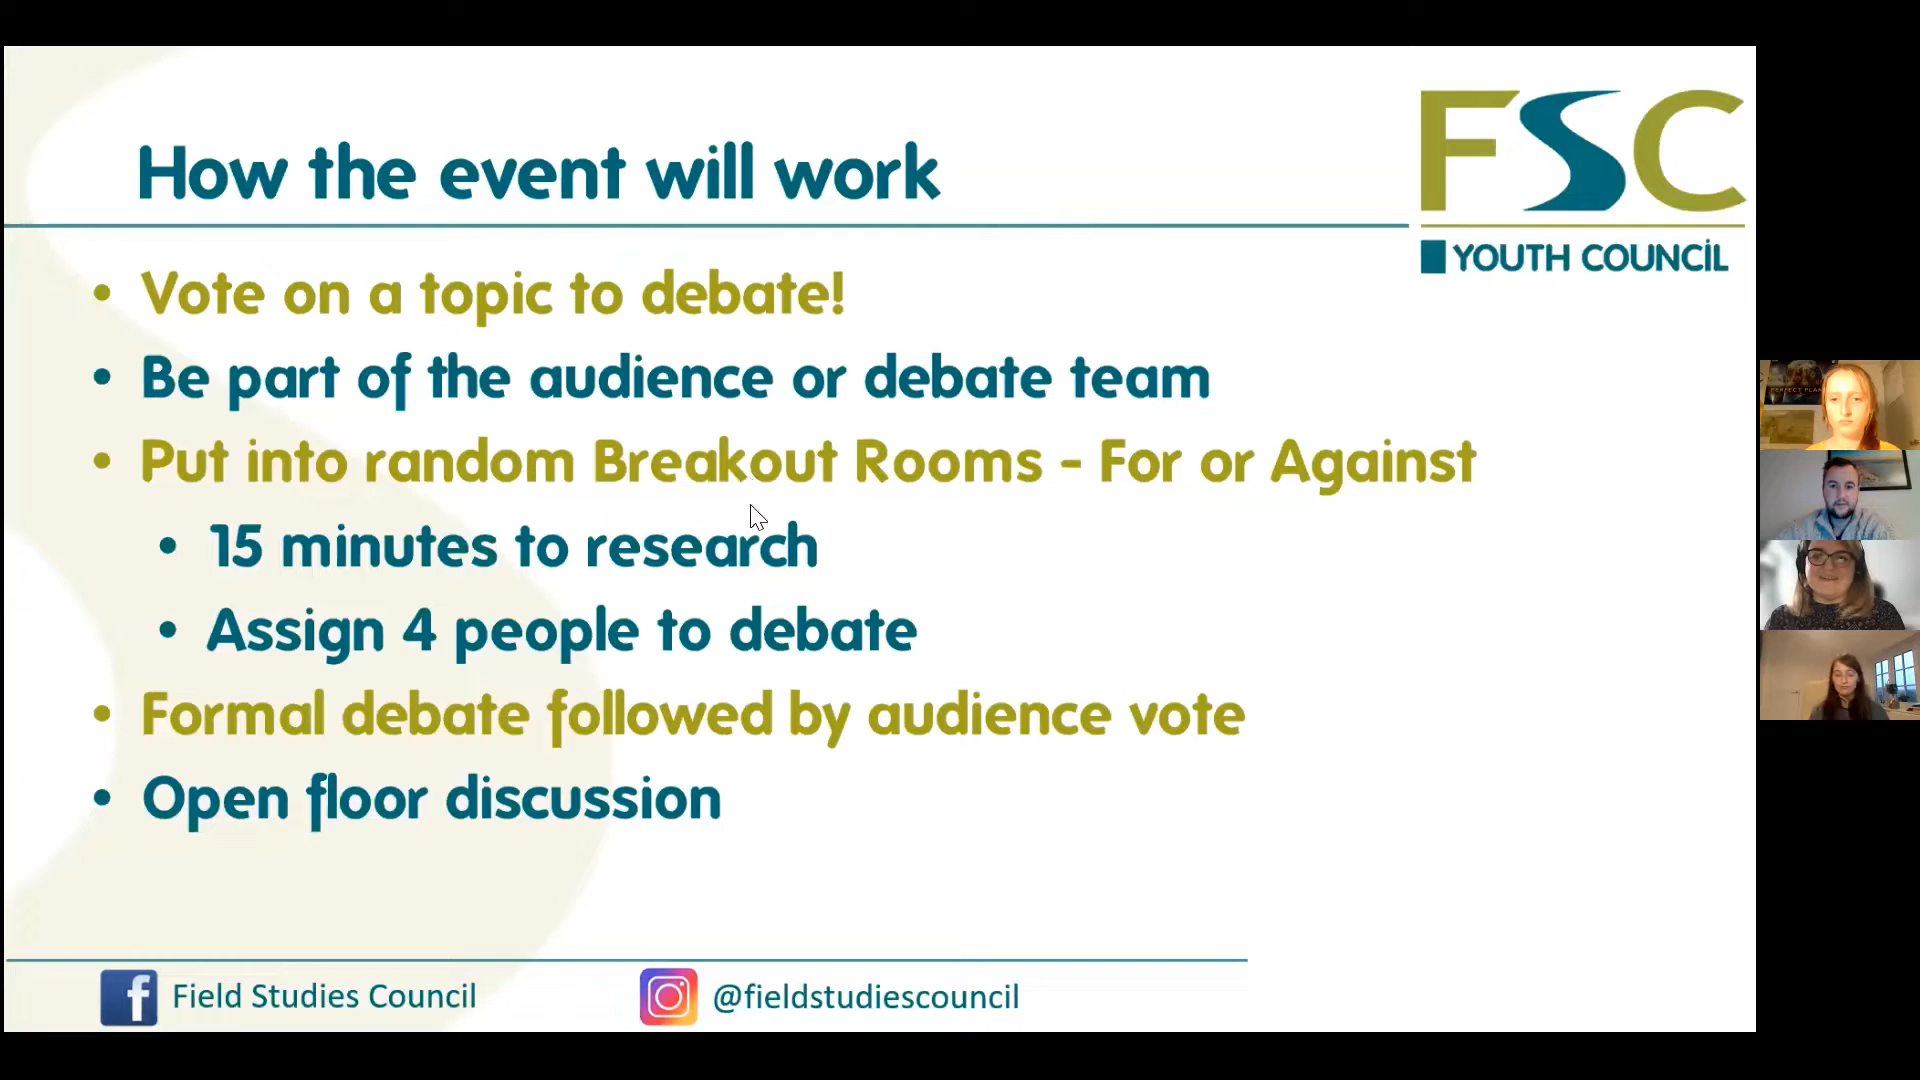 How the event will work
FSC
YOUTH COUNCIL
• Vote on a topic to debate!
• Be part of the audience or debate team
• Put into random Breakout Rooms - For or Against
• 15 minutes to research
• Assign 4 people to debate
• Formal debate followed by audience vote
• Open floor discussion
PERFECT PLAN
Field Studies Council
@fieldstudiescouncil